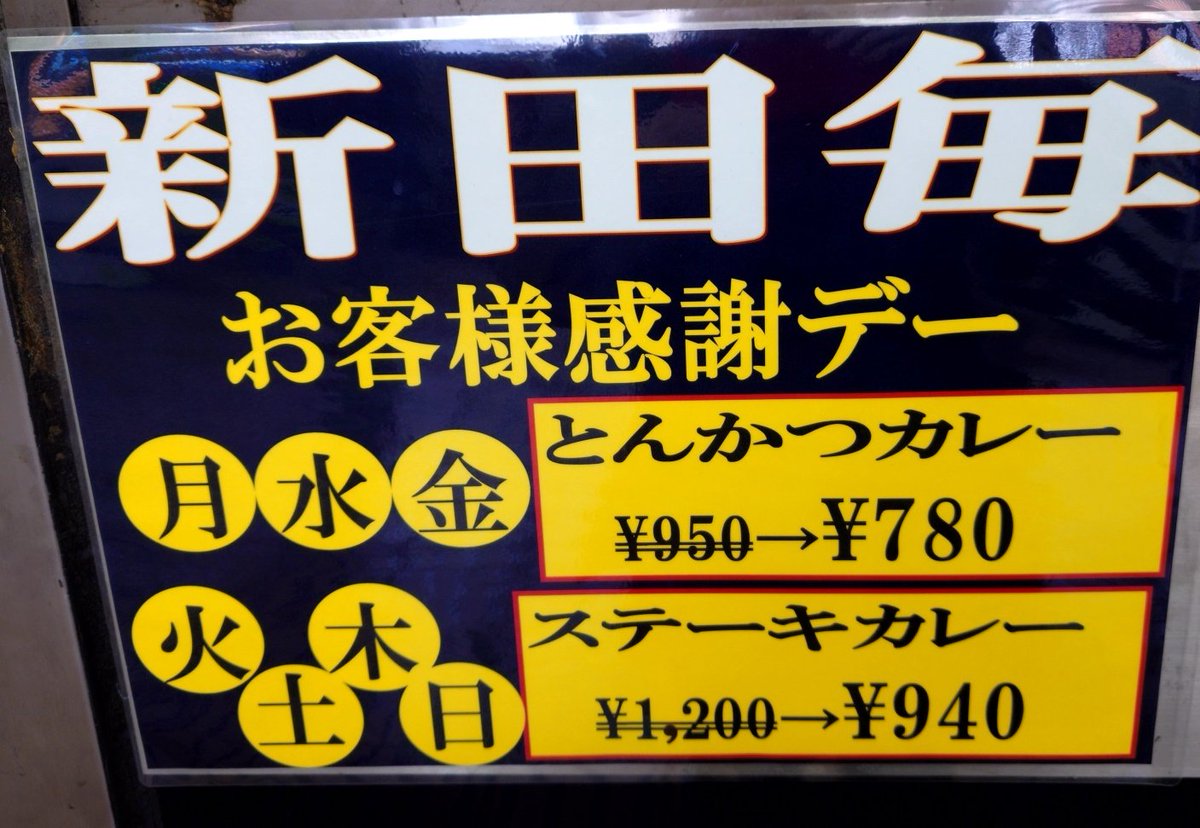 新田毎
お客様感謝デー
月水金
とんかつカレー
¥950→¥780
火土木日
ステーキカレー
¥1,200→¥940